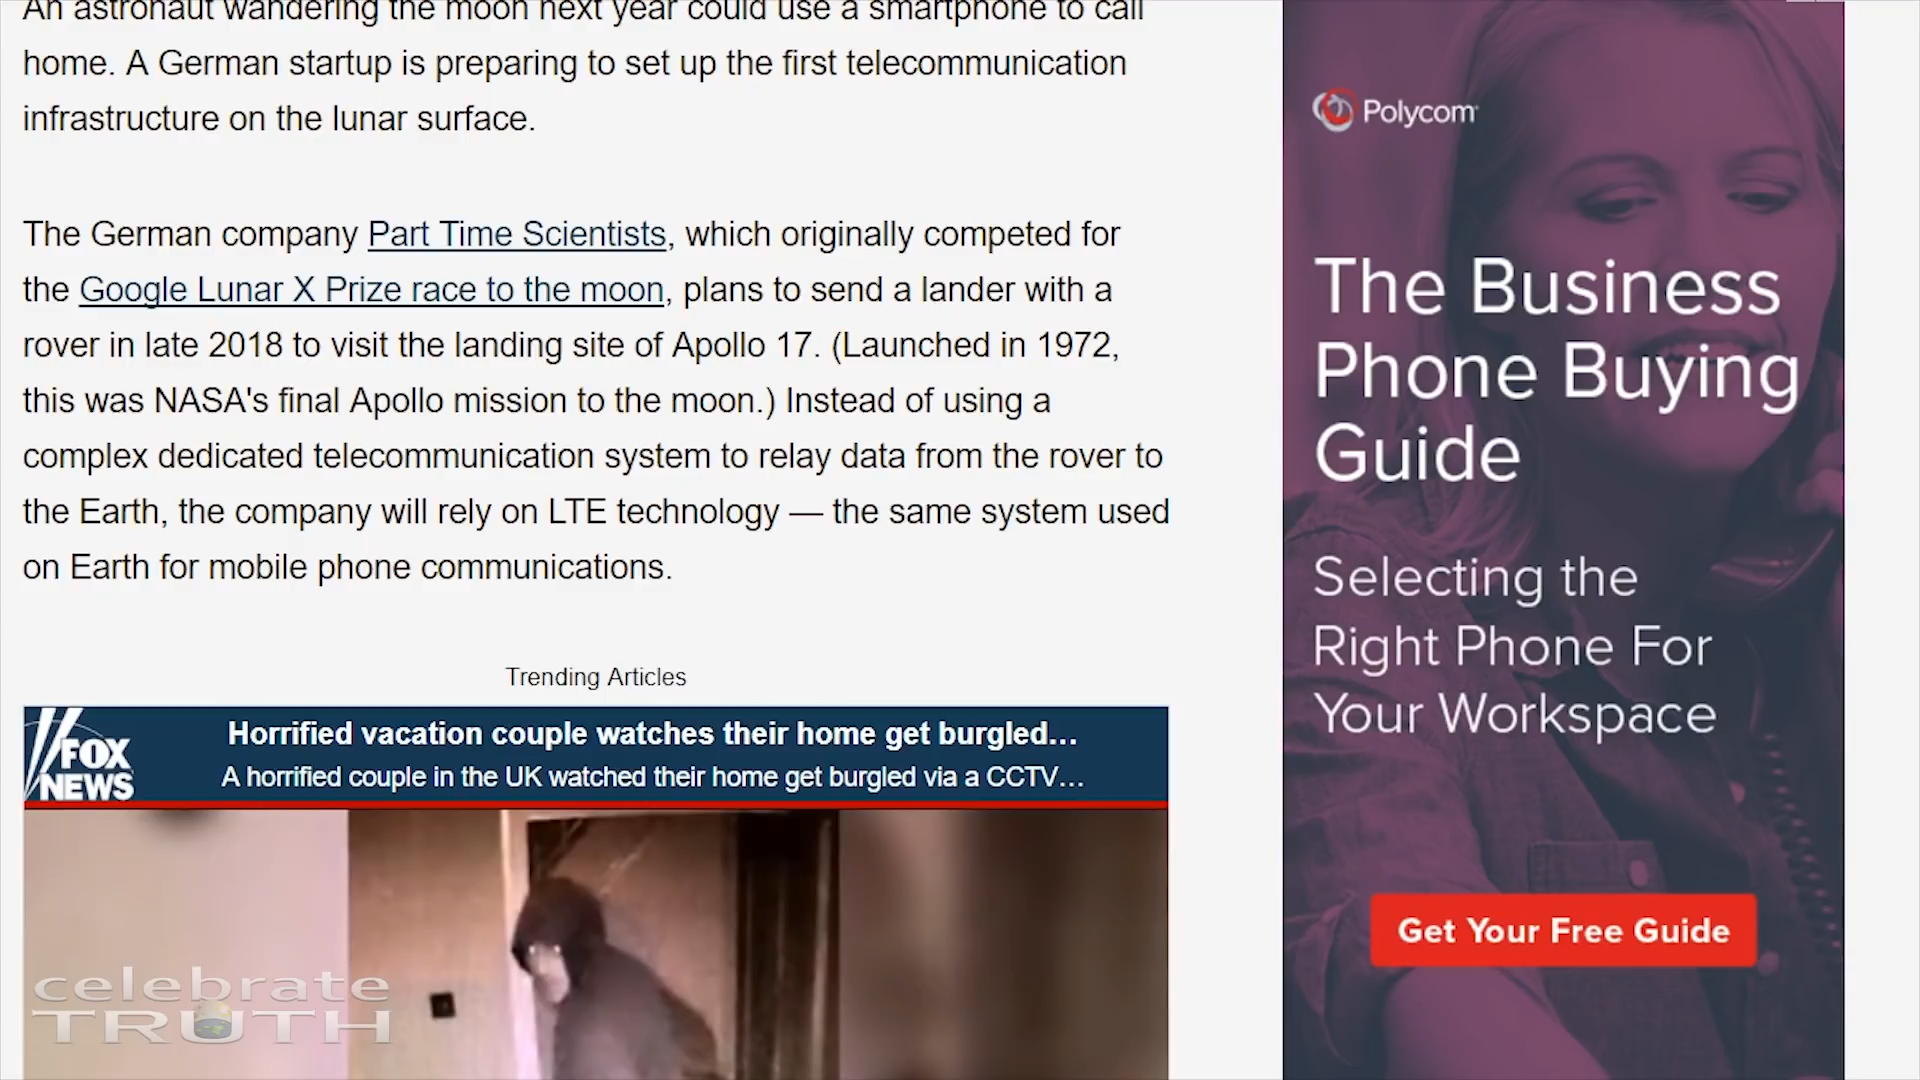 An astronaut wandering the moon next year could use a smartphone to call
home. A German startup is preparing to set up the first telecommunication
infrastructure on the lunar surface.
The German company Part Time Scientists, which originally competed for
the Google Lunar X Prize race to the moon, plans to send a lander with a
rover in late 2018 to visit the landing site of Apollo 17. (Launched in 1972,
this was NASA's final Apollo mission to the moon.) Instead of using a
complex dedicated telecommunication system to relay data from the rover to
the Earth, the company will rely on LTE technology — the same system used
on Earth for mobile phone communications.
Trending Articles
FOX
NEWS
Horrified vacation couple watches their home get burgled...
A horrified couple in the UK watched their home get burgled via a CCTV...
celebrate
TRUTH
Polycom
The Business
Phone Buying
Guide
Selecting the
Right Phone For
Your Workspace
Get Your Free Guide